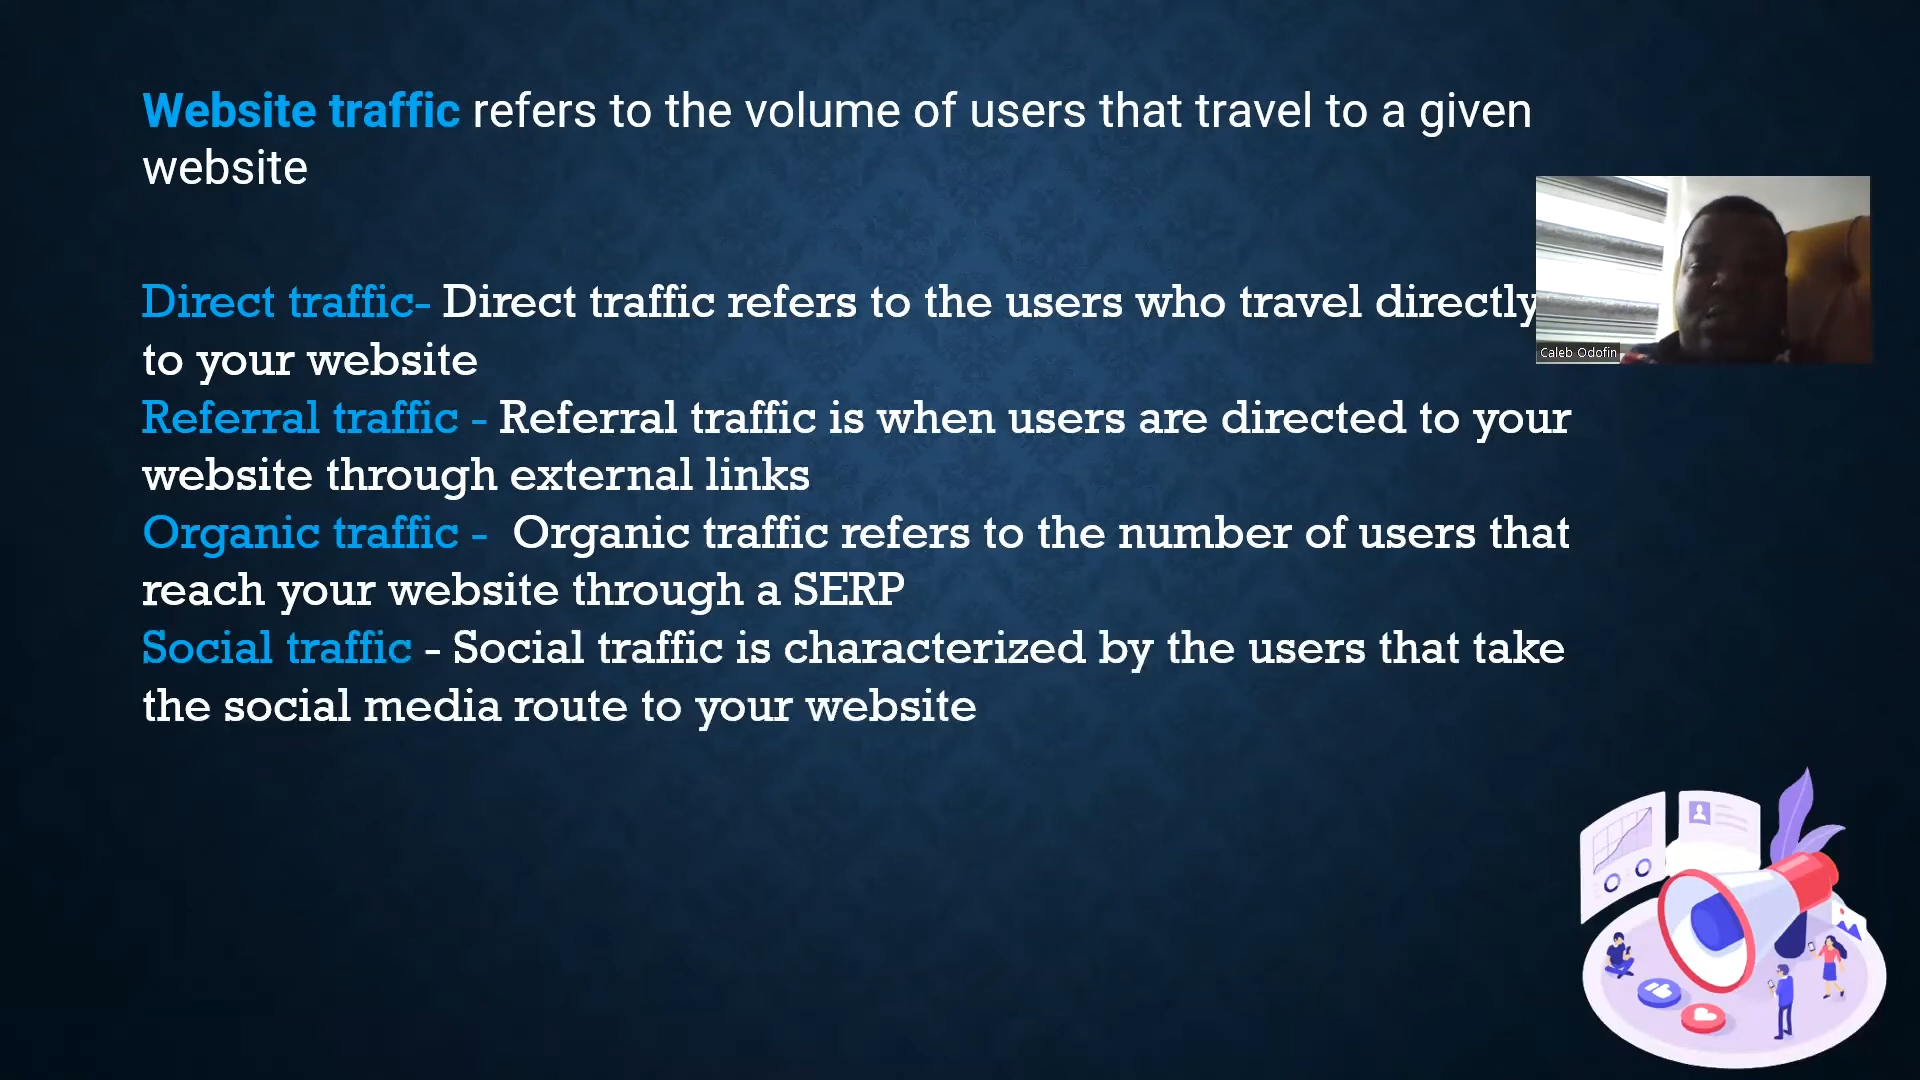 Website traffic refers to the volume of users that travel to a given
website
Direct traffic- Direct traffic refers to the users who travel directly
to your website
Referral traffic - Referral traffic is when users are directed to your
website through external links
Organic traffic - Organic traffic refers to the number of users that
reach your website through a SERP
Social traffic - Social traffic is characterized by the users that take
the social media route to your website
Caleb Odofin